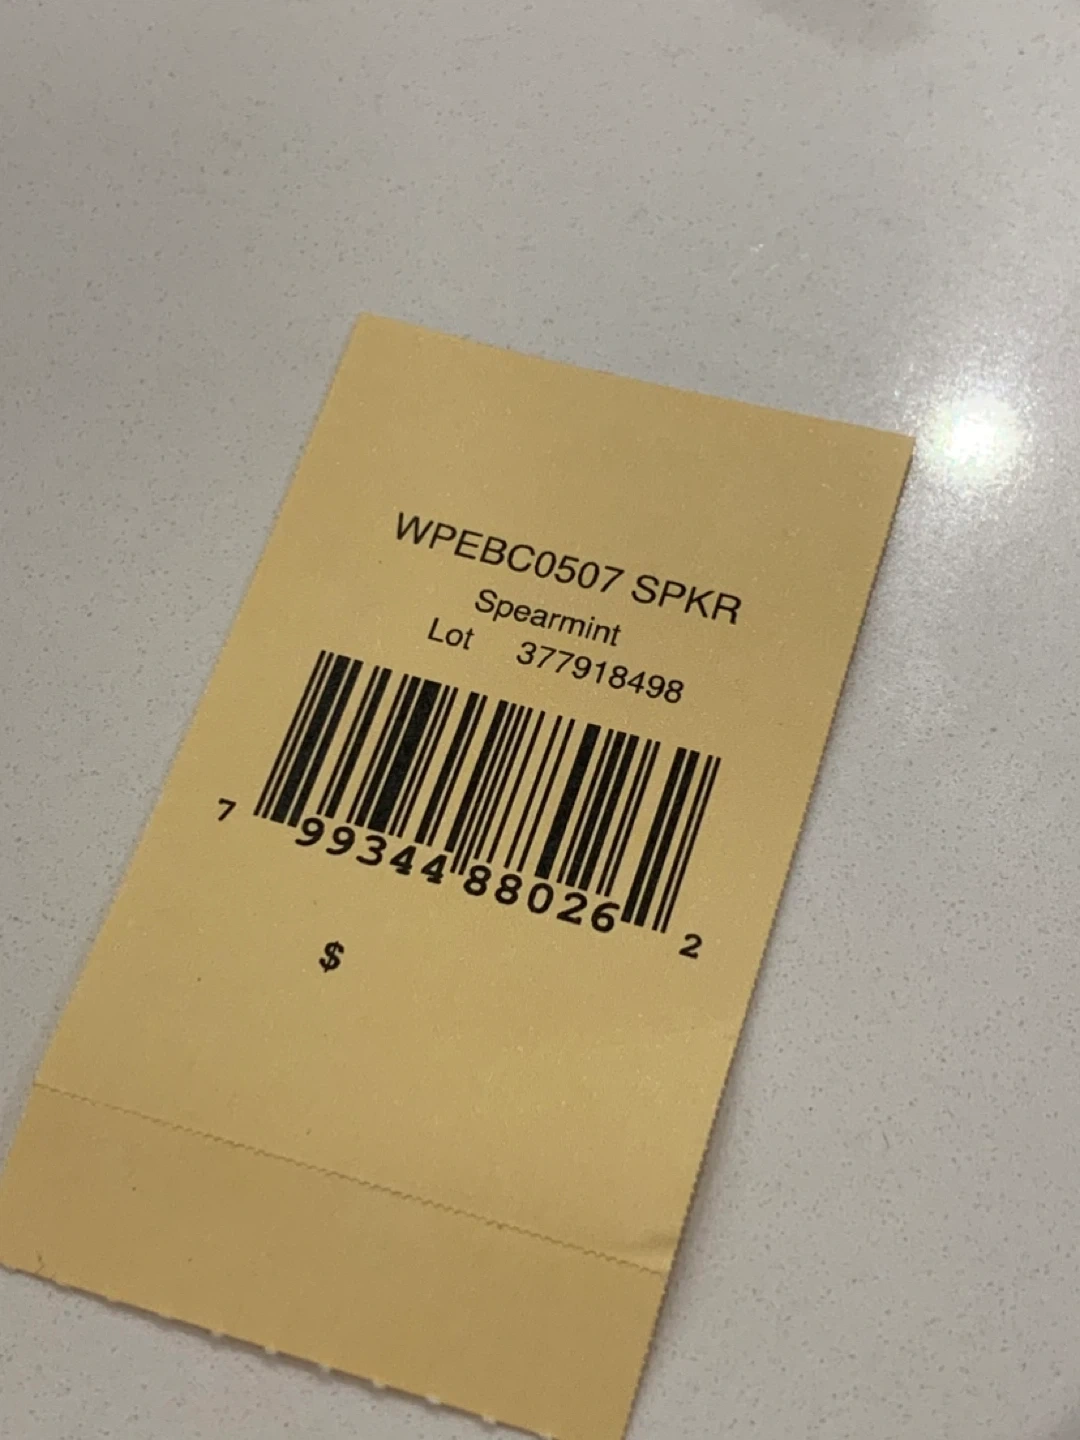 WPEBC0507 SPKR
Spearmint
Lot 377918498
7 99344 88026 2
$